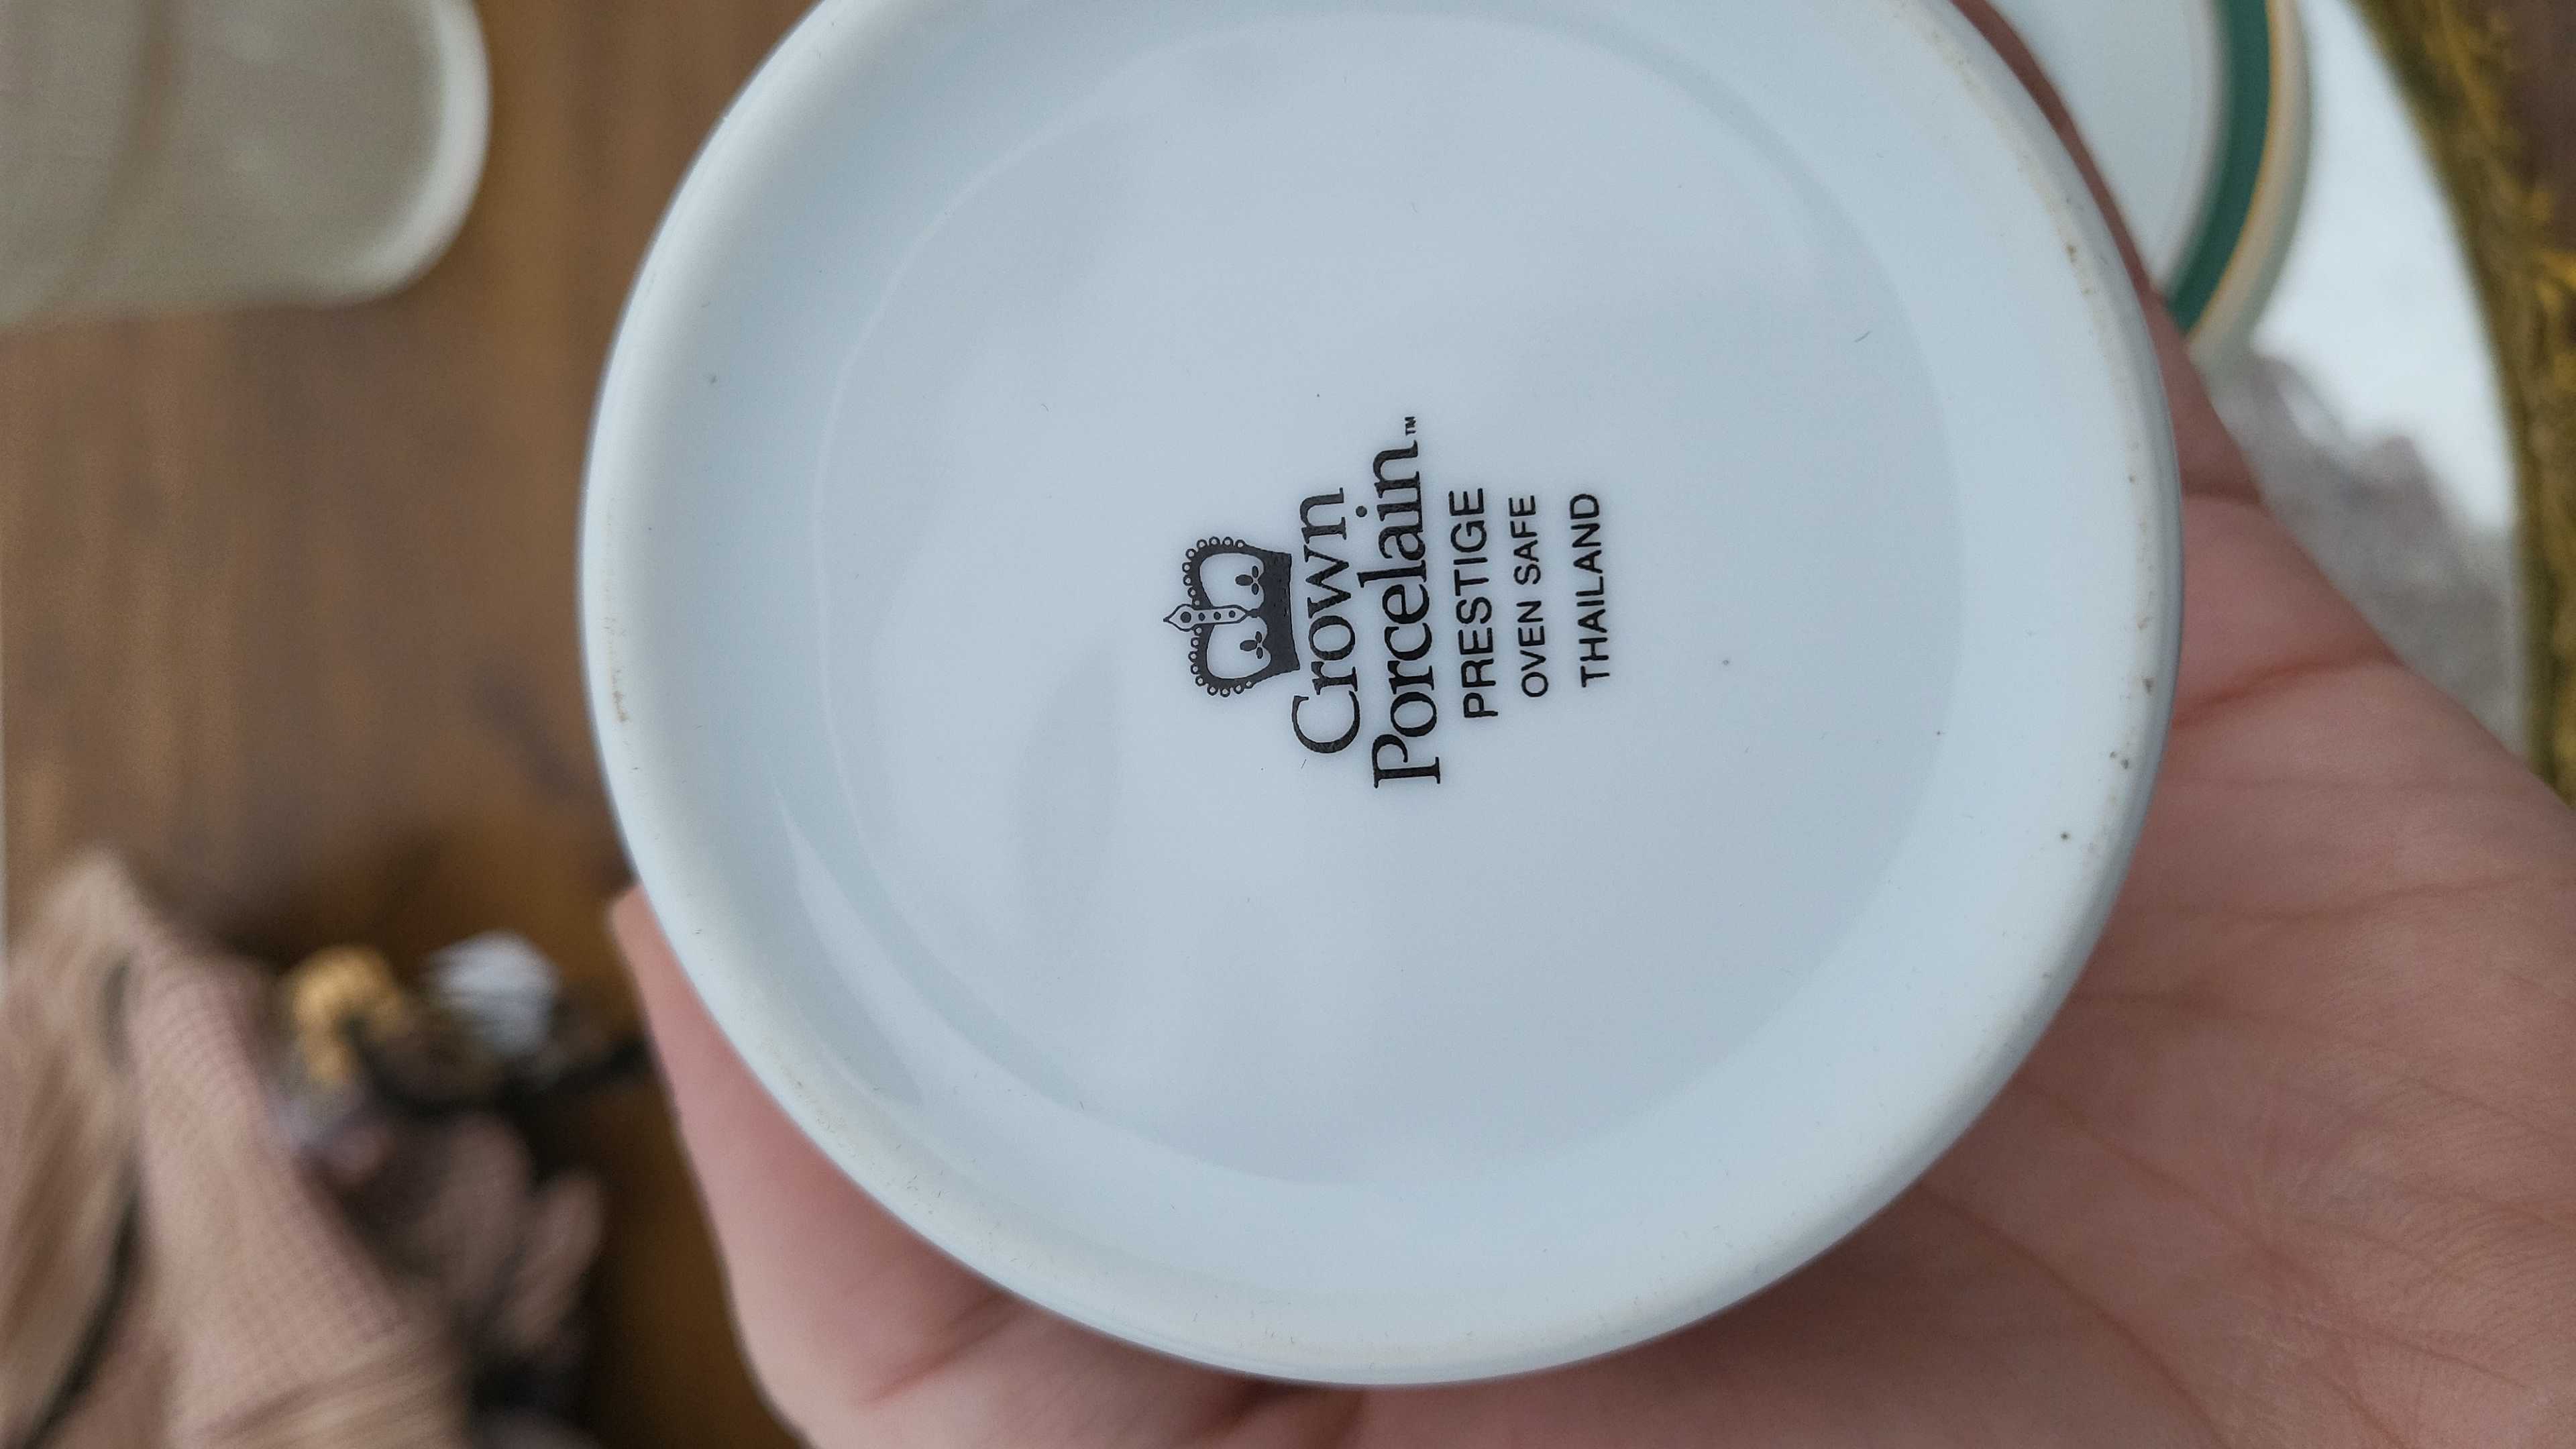 Crown
Porcelain™
PRESTIGE
OVEN SAFE
THAILAND